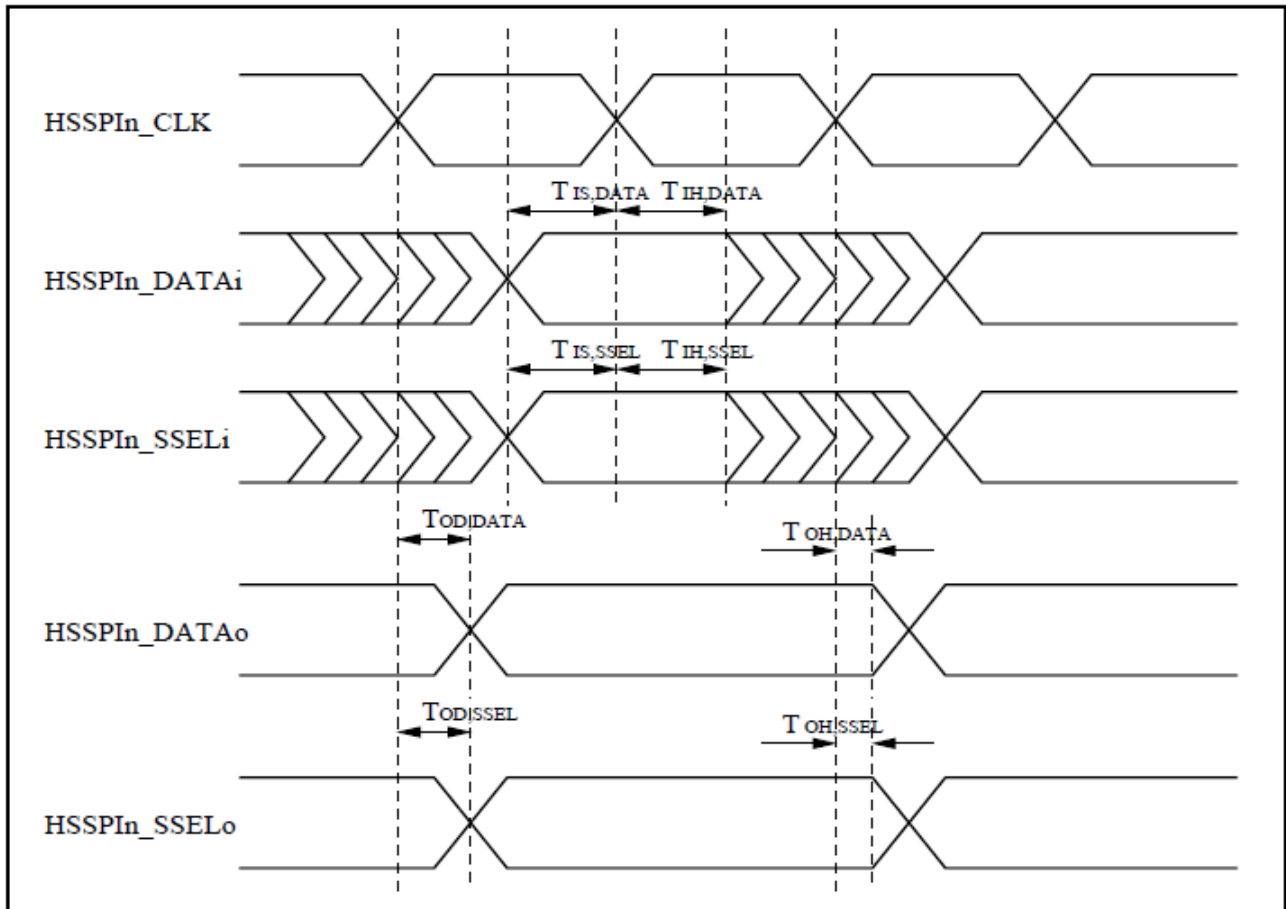 HSSPIn_CLK
TIS,DATA TIH,DATA
HSSPIn_DATAi
TIS,SSEL TIH,SSEL
HSSPIn_SSELi
TOD,DATA TOH,DATA
HSSPIn_DATAo
TOD,SSEL TOH,SSEL
HSSPIn_SSELo